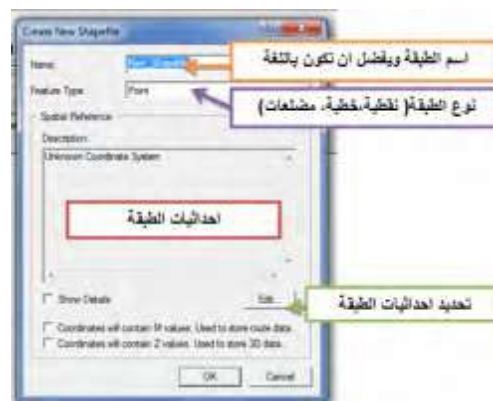 Create New Shapefile
Name:
New_Shapefile
اسم الطبقة ويفضل ان تكون باللغة
Feature Type:
Point
نوع الطبقة( نقطية،خطية، مضلعات)
Spatial Reference
Description:
Unknown Coordinate System
احداثيات الطبقة
Show Details
Edit...
تحديد احداثيات الطبقة
Coordinates will contain M values. Used to store route data.
Coordinates will contain Z values. Used to store 3D data.
OK
Cancel